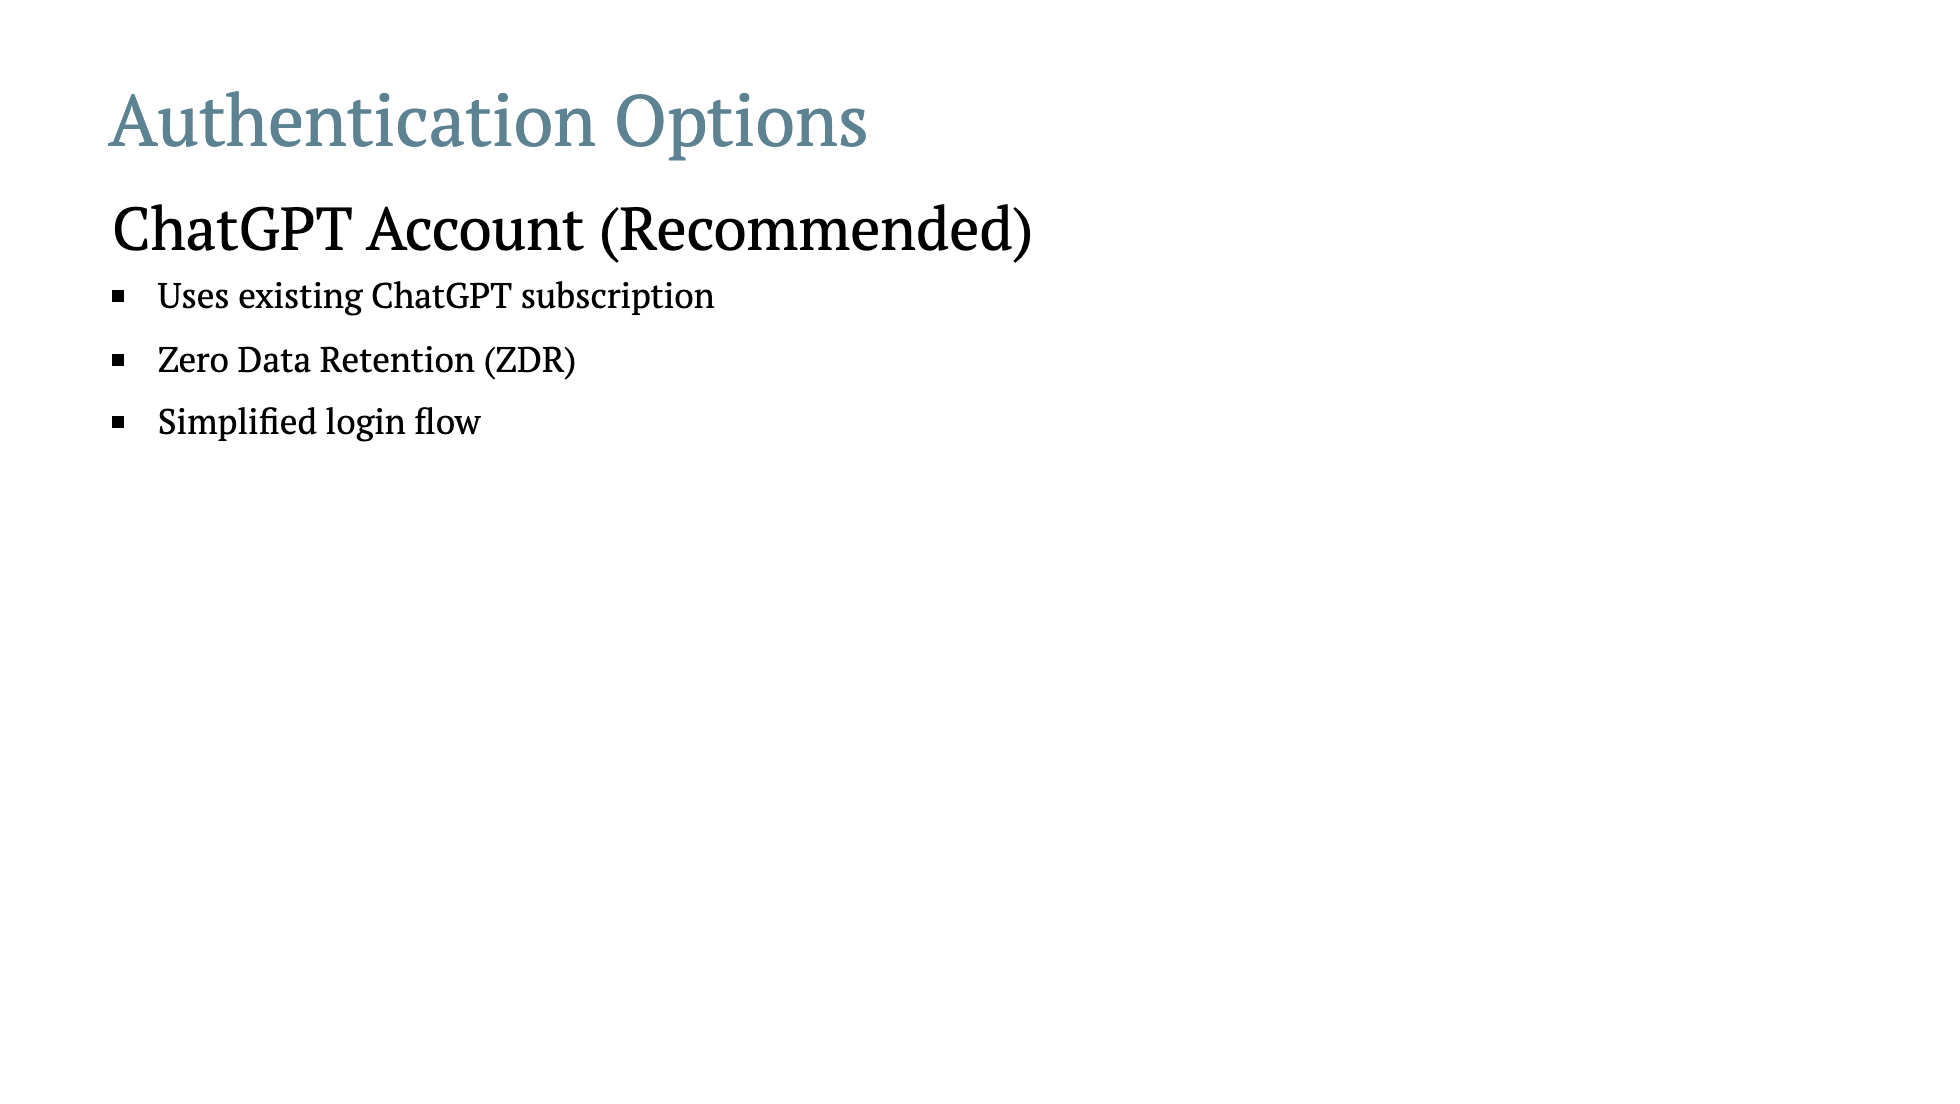 Authentication Options
ChatGPT Account (Recommended)
▪ Uses existing ChatGPT subscription
▪ Zero Data Retention (ZDR)
▪ Simplified login flow